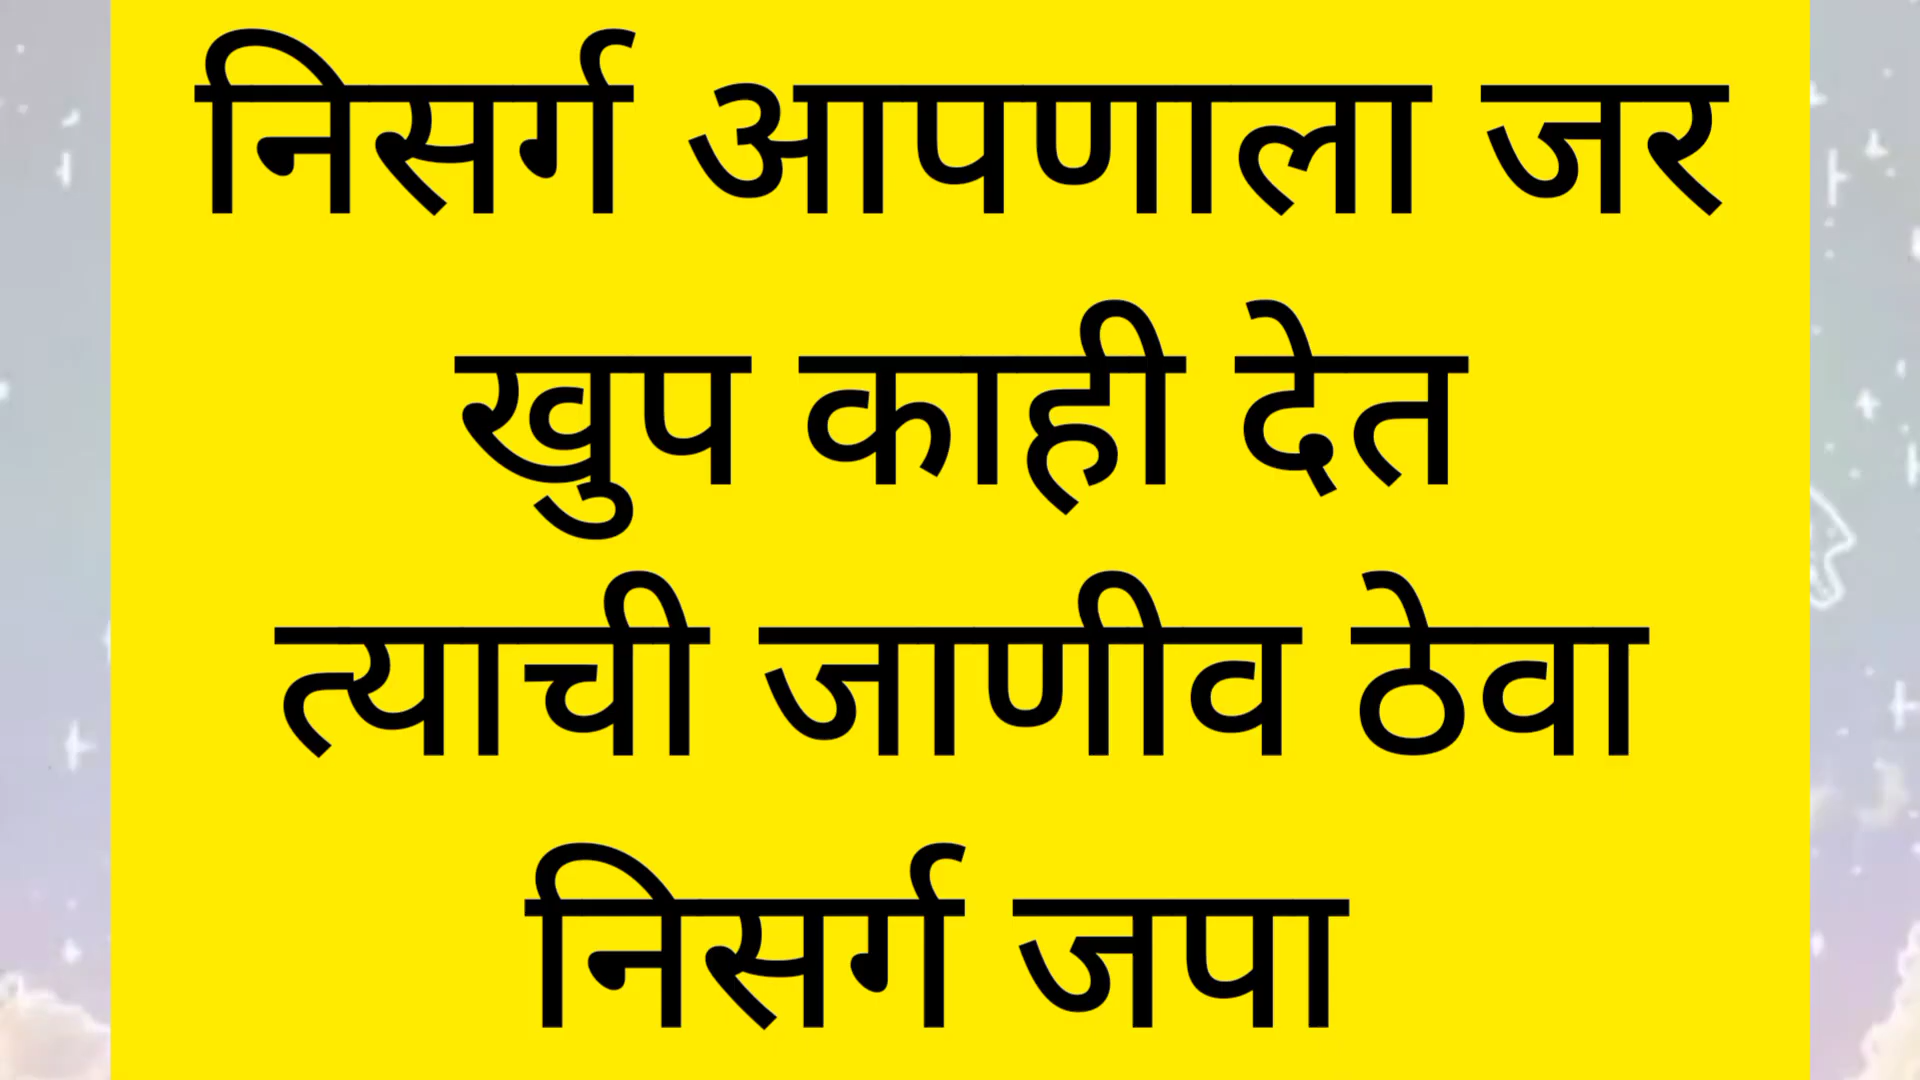 निसर्ग आपणाला जर
खुप काही देत
त्याची जाणीव ठेवा
निसर्ग जपा